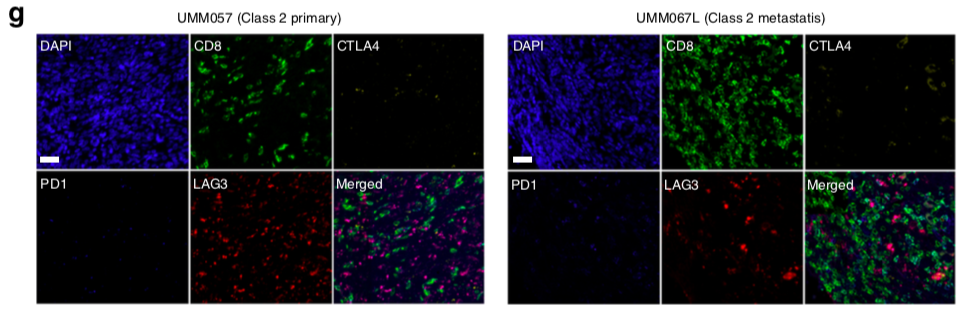 g
UMM057 (Class 2 primary)
UMM067L (Class 2 metastatis)
DAPI
CD8
CTLA4
DAPI
CD8
CTLA4
PD1
LAG3
Merged
PD1
LAG3
Merged